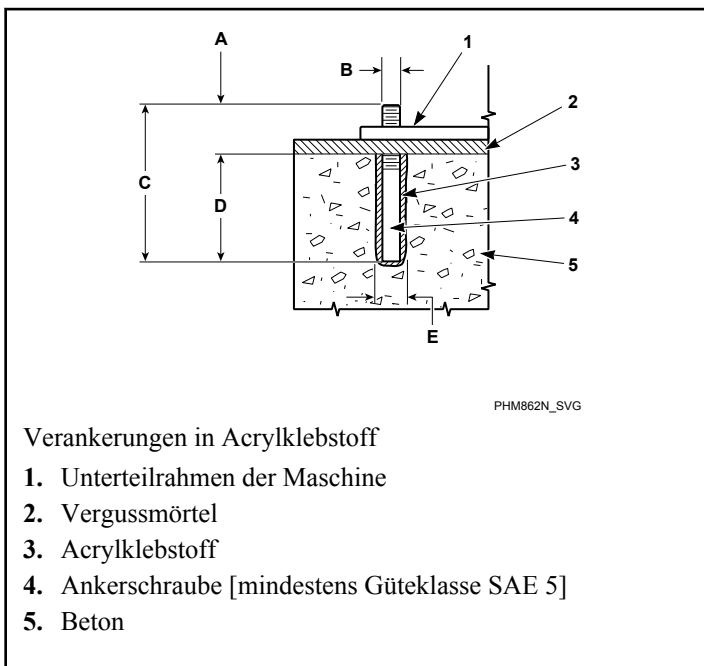 A
B
1
2
C
3
D
4
5
E
PHM862N_SVG
Verankerungen in Acrylklebstoff
1. Unterteilrahmen der Maschine
2. Vergussmörtel
3. Acrylklebstoff
4. Ankerschraube [mindestens Güteklasse SAE 5]
5. Beton